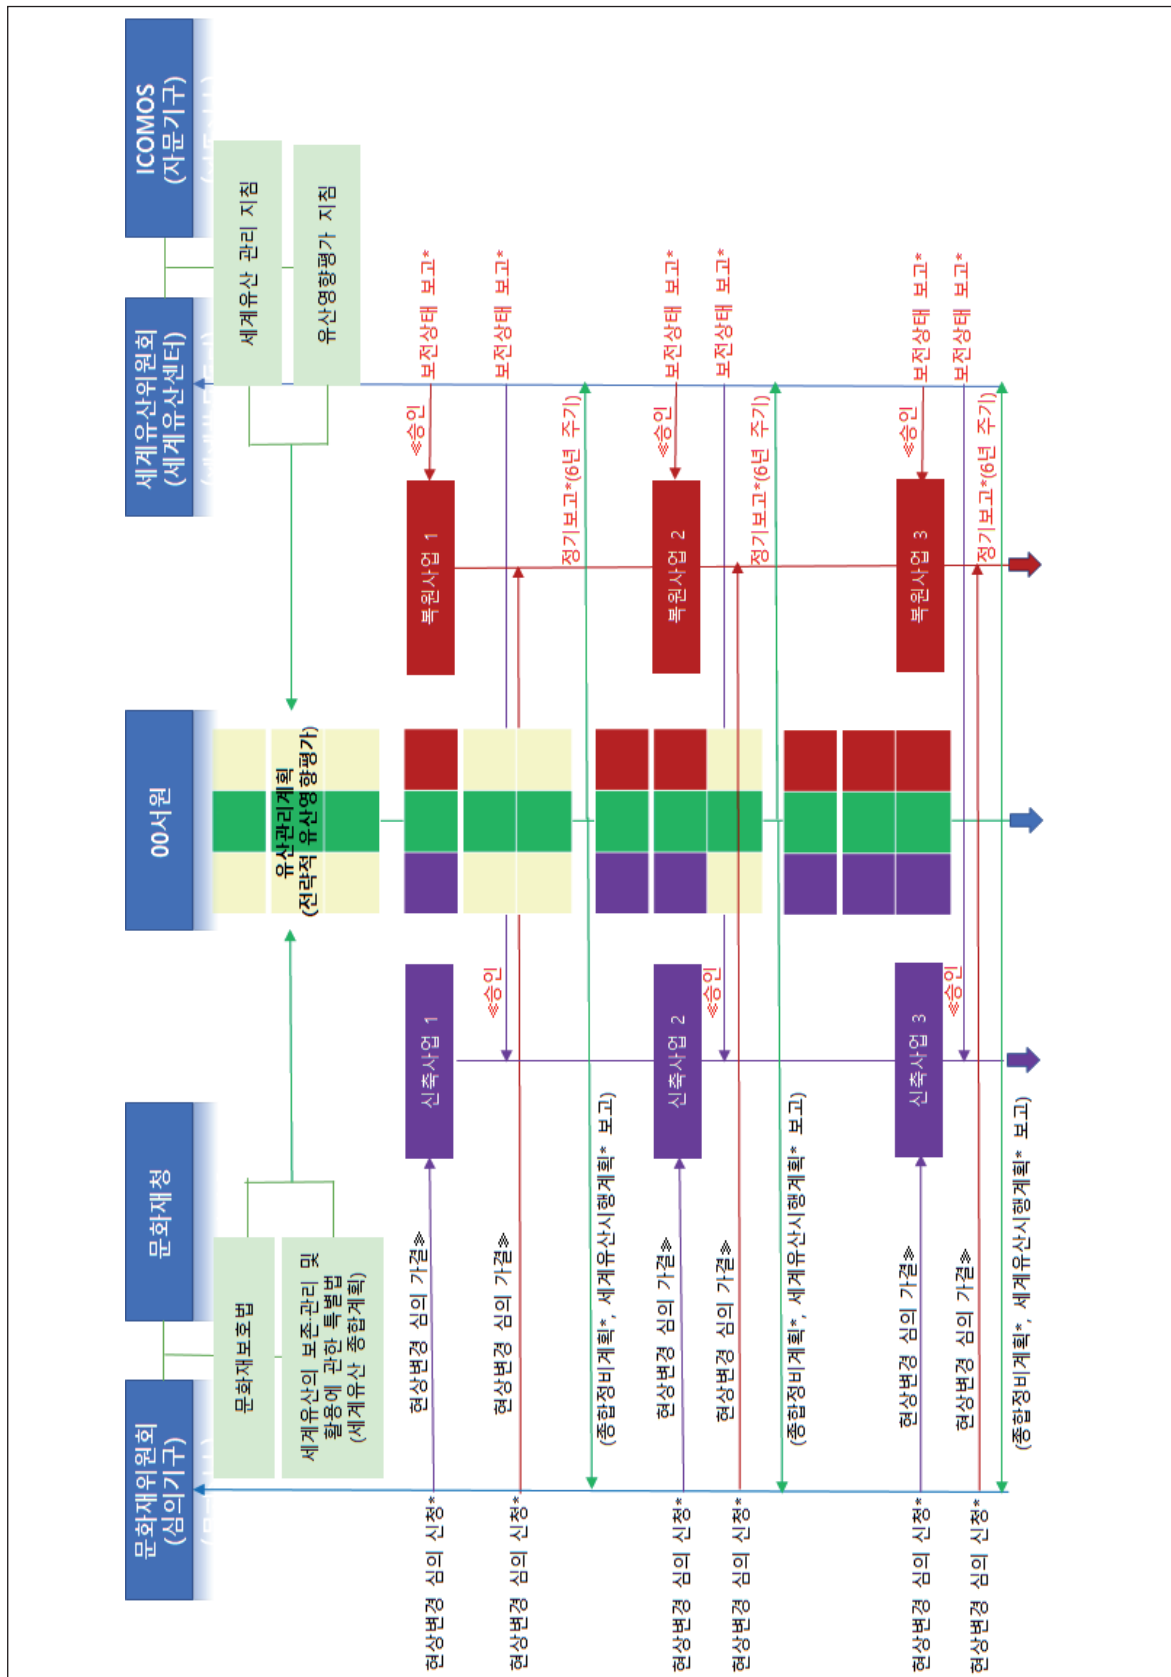 문화재위원회
(심의기구)
문화재청
00서원
세계유산위원회
(세계유산센터)
ICOMOS
(자문기구)
문화재보호법
세계유산의 보존·관리 및
활용에 관한 특별법
(세계유산 종합계획)
유산관리계획
(전략적 유산영향평가)
세계유산 관리 지침
유산영향평가 지침
현상변경 심의 신청*
현상변경 심의 가결≫
신축사업 1
복원사업 1
≪승인
보전상태 보고*
현상변경 심의 신청*
현상변경 심의 가결≫
≪승인
보전상태 보고*
(종합정비계획*, 세계유산시행계획* 보고)
정기보고*(6년 주기)
현상변경 심의 신청*
현상변경 심의 가결≫
신축사업 2
복원사업 2
≪승인
보전상태 보고*
현상변경 심의 신청*
현상변경 심의 가결≫
≪승인
보전상태 보고*
(종합정비계획*, 세계유산시행계획* 보고)
정기보고*(6년 주기)
현상변경 심의 신청*
현상변경 심의 가결≫
신축사업 3
복원사업 3
≪승인
보전상태 보고*
현상변경 심의 신청*
현상변경 심의 가결≫
≪승인
보전상태 보고*
(종합정비계획*, 세계유산시행계획* 보고)
정기보고*(6년 주기)